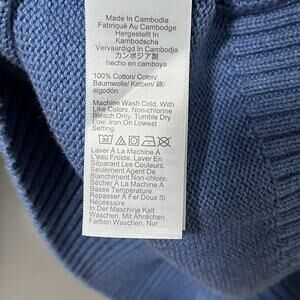 Made In Cambodia
Fabriqué Au Cambodge
Hergestellt In
Kambodscha
Vervaardigd In Cambodja
カンボジア製
hecho en camboya
100% Cotton/ Coton/
Baumwolle/ Katoen/ 綿/
algodón
Machine Wash Cold, With
Like Colors. Non-chlorine
Bleach Only. Tumble Dry
Low. Iron On Lowest
Setting.
30
Laver À La Machine À
L'eau Froide. Laver En
Séparant Les Couleurs.
Seulement Agent De
Blanchiment Non-chloré.
Sécher À La Machine À
Basse Température.
Repasser À Fer Doux Si
Nécessaire.
In Der Maschine Kalt
Waschen, Mit Ähnlichen
Farben Waschen, Nur